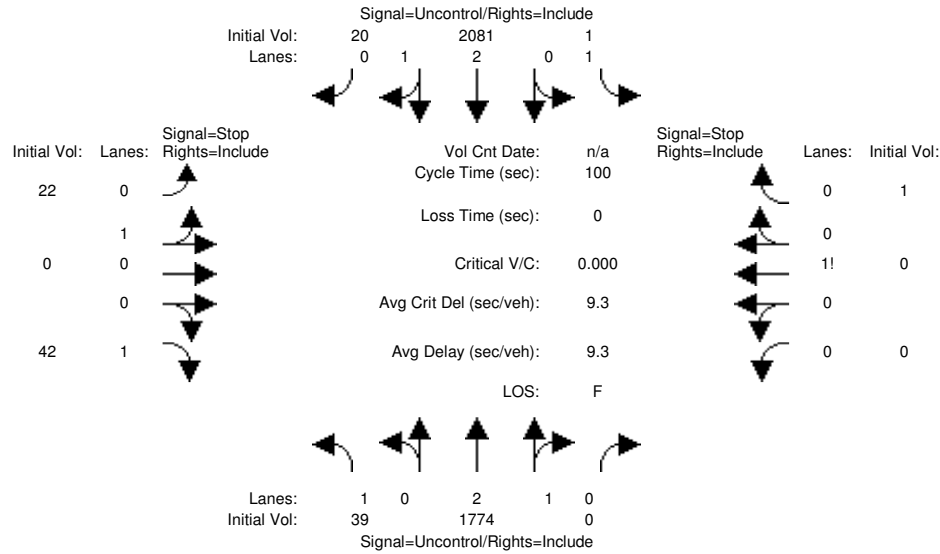 Signal=Uncontrol/Rights=Include
Initial Vol: 20 2081 1
Lanes: 0 1 2 0 1
Signal=Stop Signal=Stop
Initial Vol: Lanes: Rights=Include Vol Cnt Date: n/a Rights=Include Lanes: Initial Vol:
Cycle Time (sec): 100
22 0 0 1
Loss Time (sec): 0
1 0
0 0 Critical V/C: 0.000 1! 0
0 Avg Crit Del (sec/veh): 9.3 0
42 1 Avg Delay (sec/veh): 9.3 0 0
LOS: F
Lanes: 1 0 2 1 0
Initial Vol: 39 1774 0
Signal=Uncontrol/Rights=Include